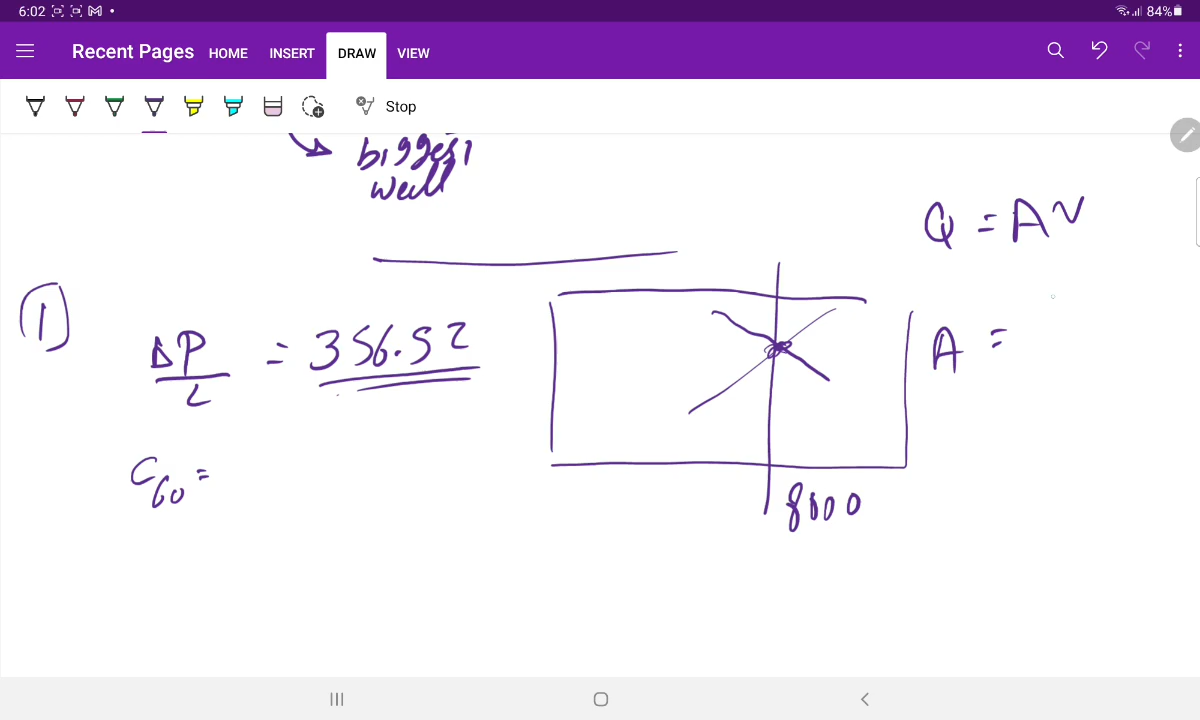 6:02 84%
Recent Pages HOME INSERT DRAW VIEW
Stop
biggest
well
Q = AV
①
ΔP/L = 356.52
A =
C60 =
8000